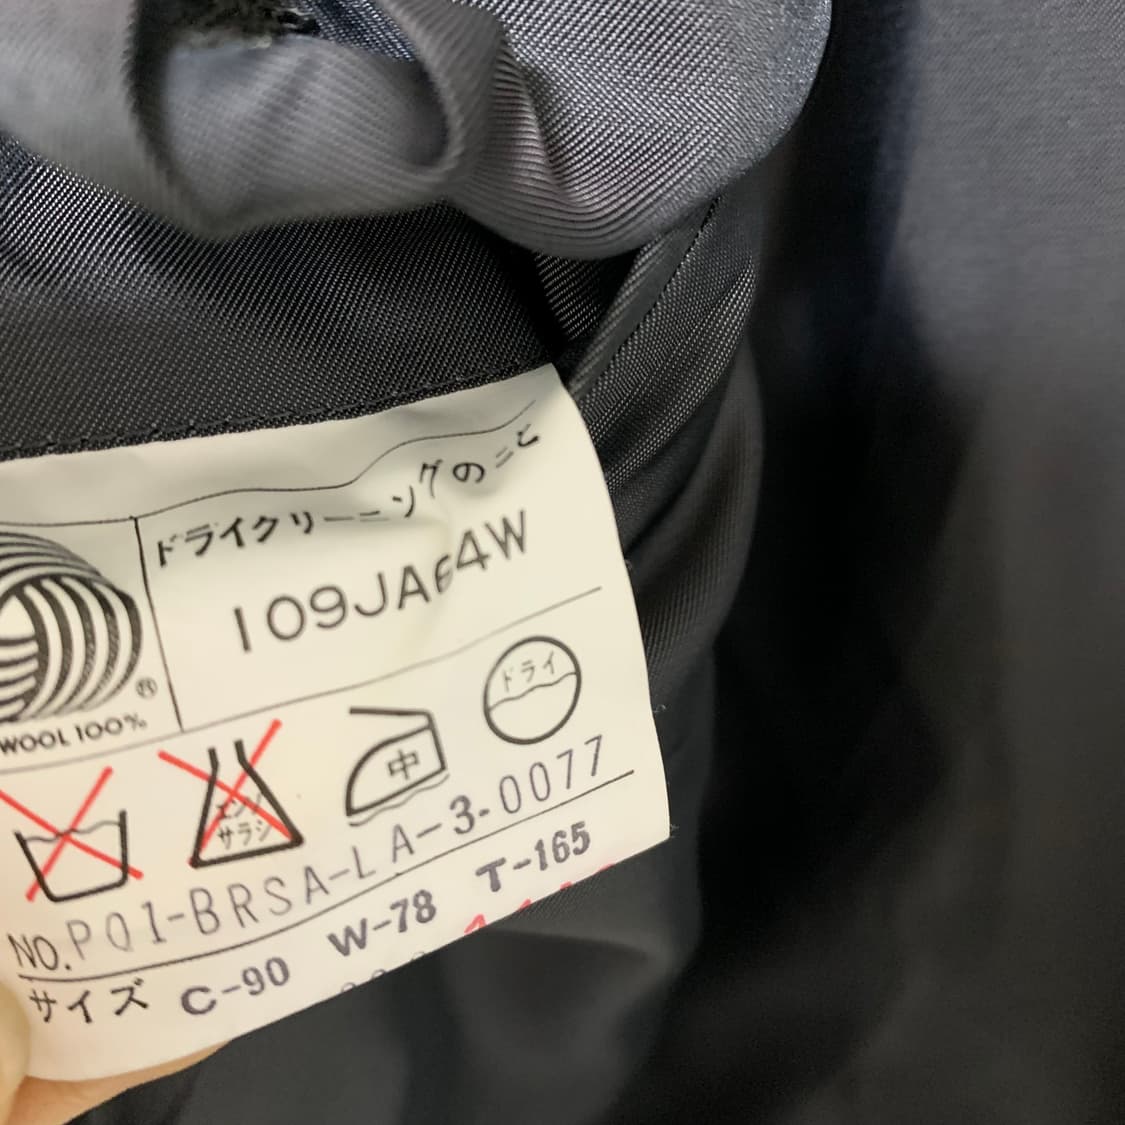 ドライクリーニングのこと
109JA64W
®
WOOL 100%
エンソ
サラシ
中
ドライ
NO. P01-BRSA-LA-3-0077
サイズ C-90 W-78 T-165